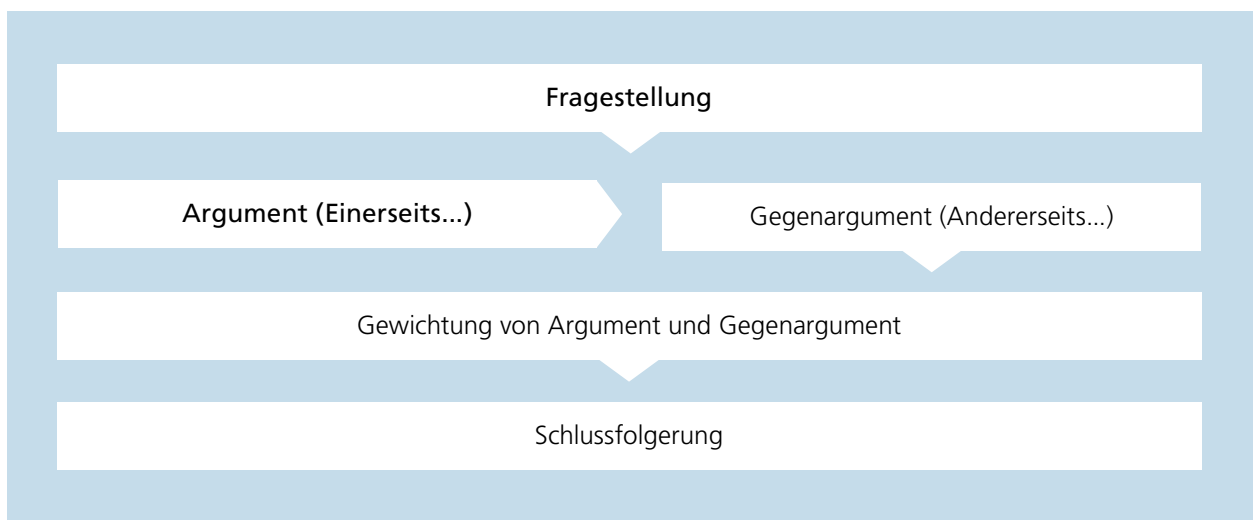 Fragestellung
Argument (Einerseits...)
Gegenargument (Andererseits...)
Gewichtung von Argument und Gegenargument
Schlussfolgerung